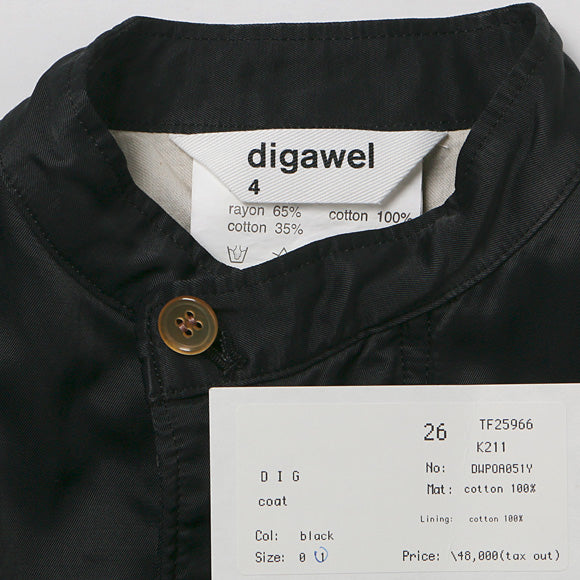 digawel
4
rayon 65% cotton 100%
cotton 35%
26 TF25966
K211
No: DWPOA051Y
D I G Mat: cotton 100%
coat
Lining: cotton 100%
Col: black
Size: 0 1 Price: \48,000(tax out)